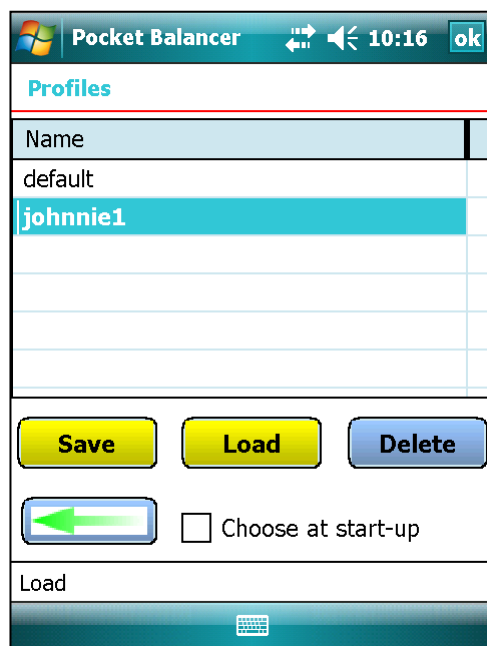 Pocket Balancer 10:16 ok
Profiles
Name
default
johnnie1
Save Load Delete
Choose at start-up
Load